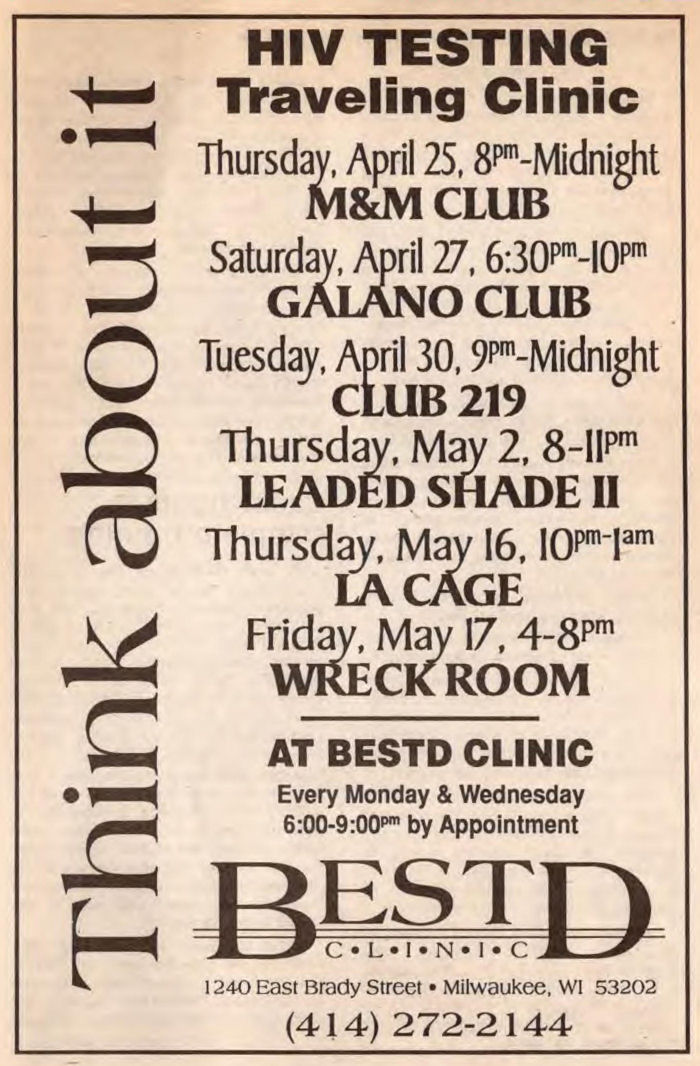 Think about it
HIV TESTING
Traveling Clinic
Thursday, April 25, 8pm-Midnight
M&M CLUB
Saturday, April 27, 6:30pm-10pm
GALANO CLUB
Tuesday, April 30, 9pm-Midnight
CLUB 219
Thursday, May 2, 8-11pm
LEADED SHADE II
Thursday, May 16, 10pm-1am
LA CAGE
Friday, May 17, 4-8pm
WRECK ROOM
AT BESTD CLINIC
Every Monday & Wednesday
6:00-9:00pm by Appointment
BESTD
C•L•I•N•I•C
1240 East Brady Street • Milwaukee, WI 53202
(414) 272-2144